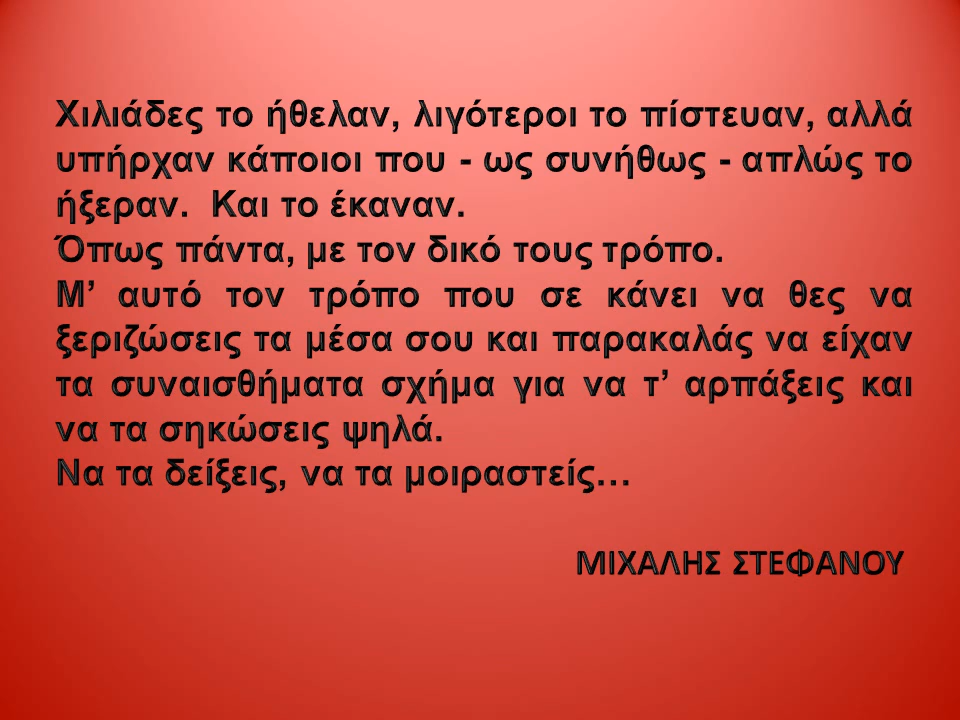 Χιλιάδες το ήθελαν, λιγότεροι το πίστευαν, αλλά
υπήρχαν κάποιοι που - ως συνήθως - απλώς το
ήξεραν.  Και το έκαναν.
Όπως πάντα, με τον δικό τους τρόπο.
Μ’ αυτό τον τρόπο που σε κάνει να θες να
ξεριζώσεις τα μέσα σου και παρακαλάς να είχαν
τα συναισθήματα σχήμα για να τ’ αρπάξεις και
να τα σηκώσεις ψηλά.
Να τα δείξεις, να τα μοιραστείς…
ΜΙΧΑΛΗΣ ΣΤΕΦΑΝΟΥ